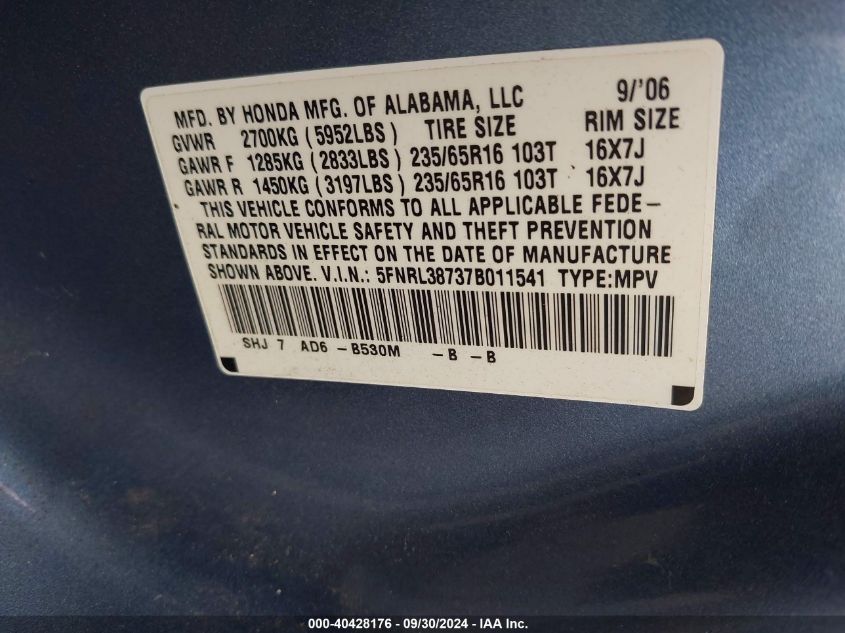 MFD. BY HONDA MFG. OF ALABAMA, LLC 9/'06
GVWR 2700KG (5952LBS) TIRE SIZE RIM SIZE
GAWR F 1285KG (2833LBS) 235/65R16 103T 16X7J
GAWR R 1450KG (3197LBS) 235/65R16 103T 16X7J
THIS VEHICLE CONFORMS TO ALL APPLICABLE FEDE-
RAL MOTOR VEHICLE SAFETY AND THEFT PREVENTION
STANDARDS IN EFFECT ON THE DATE OF MANUFACTURE
SHOWN ABOVE. V.I.N.: 5FNRL38737B011541 TYPE:MPV
SHJ 7 AD6 -B530M -B -B
000-40428176 - 09/30/2024 - IAA Inc.